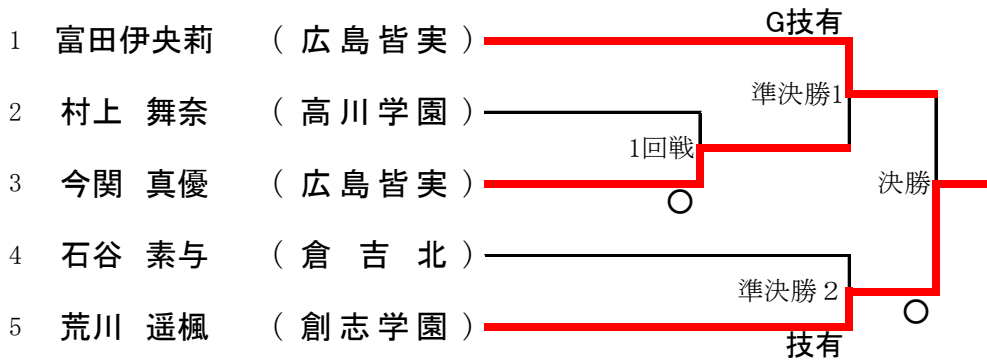 G技有
1 富田伊央莉 （ 広島皆実 ）
準決勝1
2 村上 舞奈 （ 高川学園 ）
1回戦
3 今関 真優 （ 広島皆実 ）
決勝
○
4 石谷 素与 （ 倉吉北 ）
準決勝２
○
5 荒川 遥楓 （ 創志学園 ）
技有